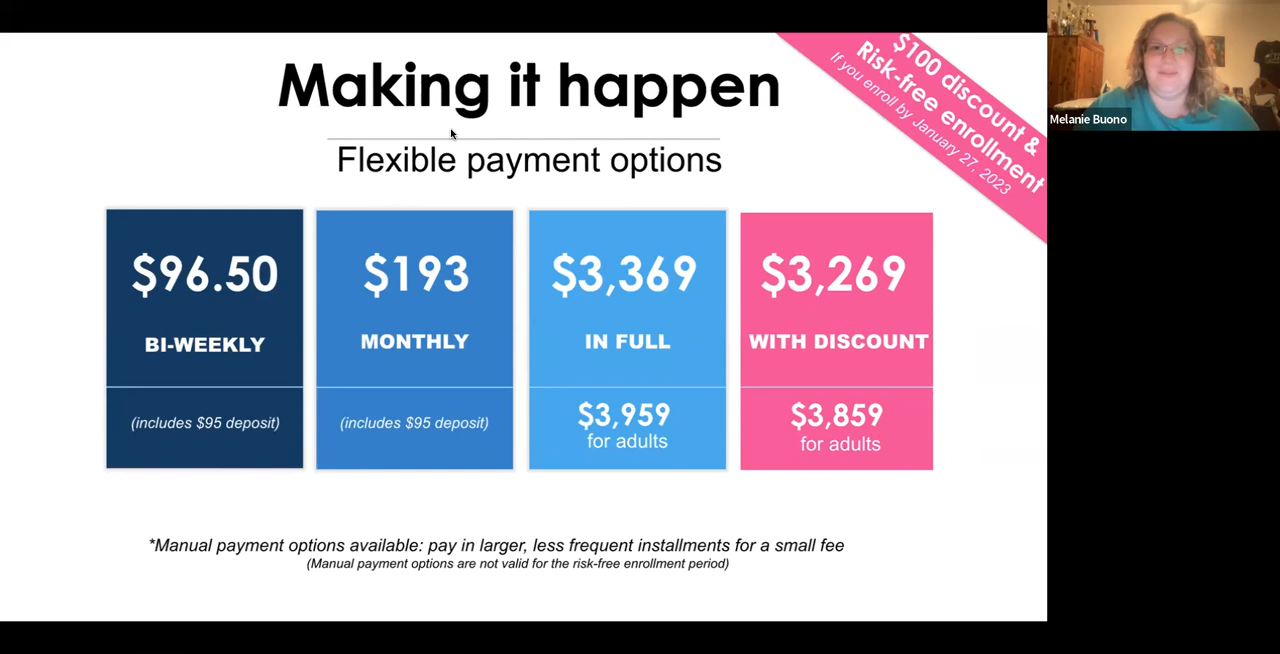 Making it happen
Flexible payment options
$100 discount &
Risk-free enrollment
If you enroll by January 27, 2023
Melanie Buono
$96.50
BI-WEEKLY
(includes $95 deposit)
$193
MONTHLY
(includes $95 deposit)
$3,369
IN FULL
$3,959
for adults
$3,269
WITH DISCOUNT
$3,859
for adults
*Manual payment options available: pay in larger, less frequent installments for a small fee
(Manual payment options are not valid for the risk-free enrollment period)